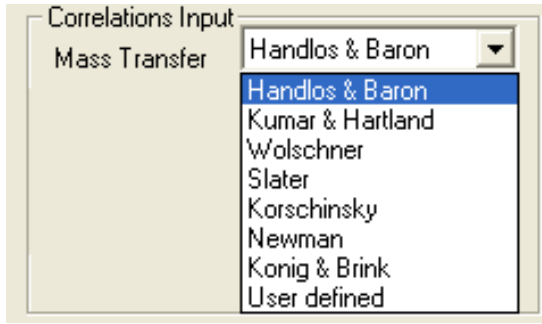 Correlations Input
Mass Transfer
Handlos & Baron
Handlos & Baron
Kumar & Hartland
Wolschner
Slater
Korschinsky
Newman
Konig & Brink
User defined